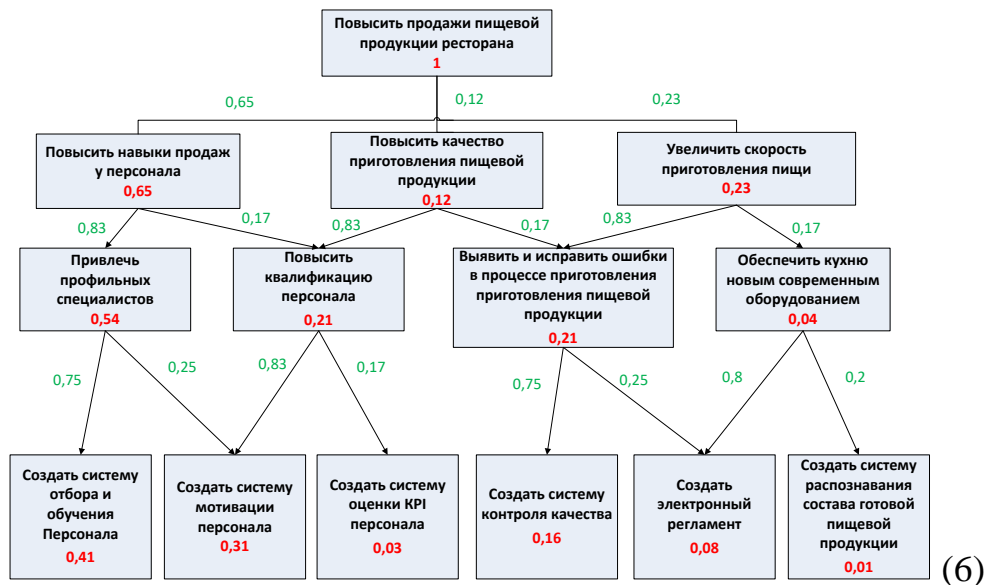 Повысить продажи пищевой
продукции ресторана
1
0,65
0,12
0,23
Повысить навыки продаж
у персонала
0,65
Повысить качество
приготовления пищевой
продукции
0,12
Увеличить скорость
приготовления пищи
0,23
0,83
0,17
0,83
0,17
0,83
0,17
Привлечь
профильных
специалистов
0,54
Повысить
квалификацию
персонала
0,21
Выявить и исправить ошибки
в процессе приготовления
приготовления пищевой
продукции
0,21
Обеспечить кухню
новым современным
оборудованием
0,04
0,75
0,25
0,83
0,17
0,75
0,25
0,8
0,2
Создать систему
отбора и
обучения
Персонала
0,41
Создать систему
мотивации
персонала
0,31
Создать систему
оценки KPI
персонала
0,03
Создать систему
контроля качества
0,16
Создать
электронный
регламент
0,08
Создать систему
распознавания
состава готовой
пищевой
продукции
0,01
(6)